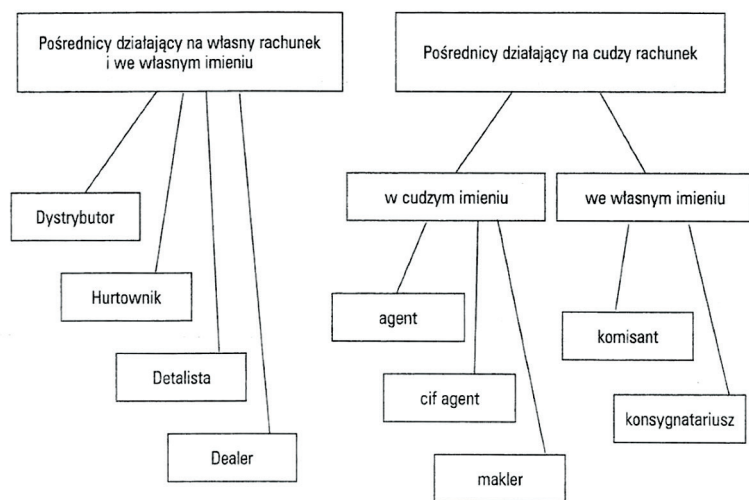 Pośrednicy działający na własny rachunek
i we własnym imieniu
Dystrybutor
Hurtownik
Detalista
Dealer
Pośrednicy działający na cudzy rachunek
w cudzym imieniu
we własnym imieniu
agent
cif agent
makler
komisant
konsygnatariusz